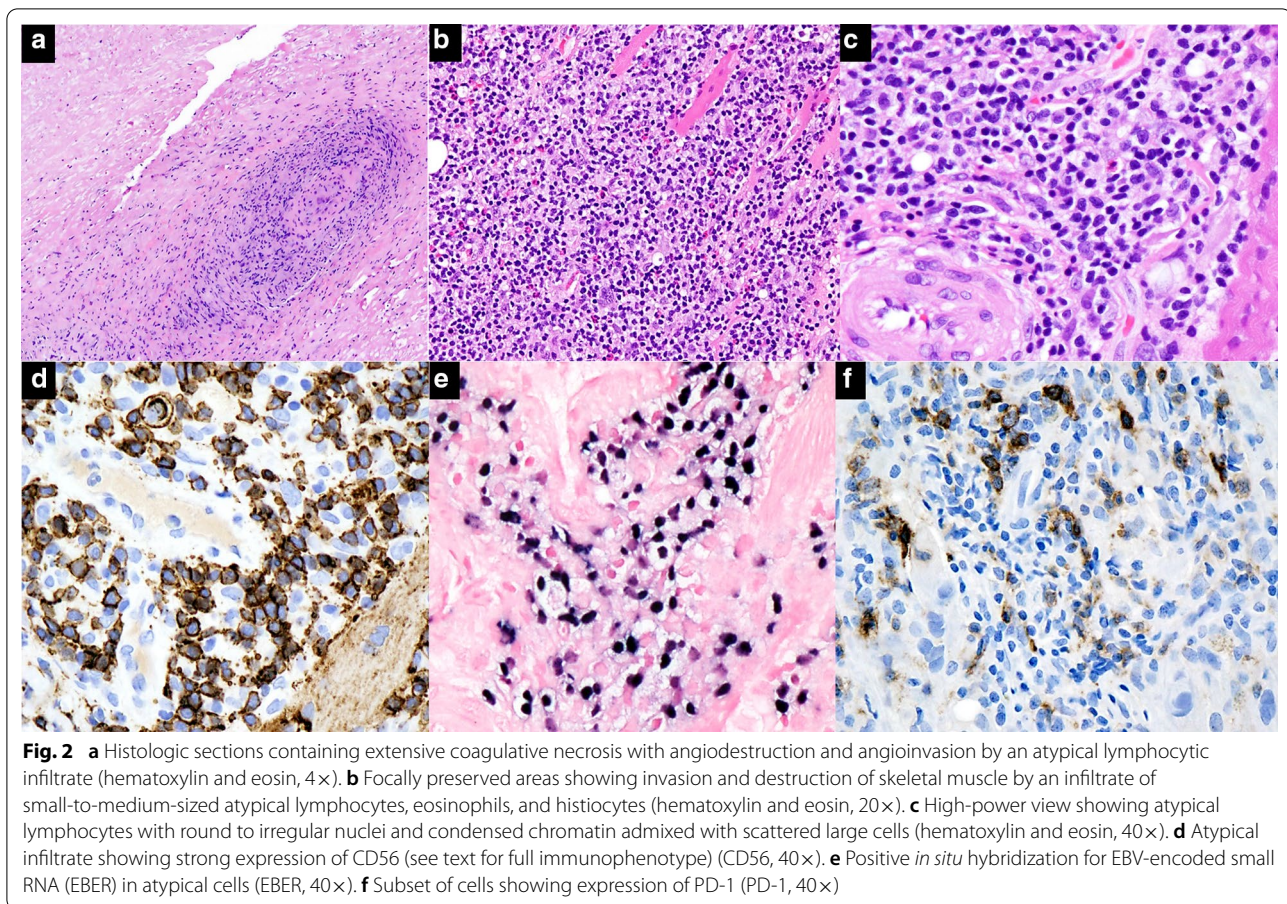 a
b
c
d
e
f
Fig. 2 a Histologic sections containing extensive coagulative necrosis with angiodestruction and angioinvasion by an atypical lymphocytic
infiltrate (hematoxylin and eosin, 4×). b Focally preserved areas showing invasion and destruction of skeletal muscle by an infiltrate of
small-to-medium-sized atypical lymphocytes, eosinophils, and histiocytes (hematoxylin and eosin, 20×). c High-power view showing atypical
lymphocytes with round to irregular nuclei and condensed chromatin admixed with scattered large cells (hematoxylin and eosin, 40×). d Atypical
infiltrate showing strong expression of CD56 (see text for full immunophenotype) (CD56, 40×). e Positive in situ hybridization for EBV-encoded small
RNA (EBER) in atypical cells (EBER, 40×). f Subset of cells showing expression of PD-1 (PD-1, 40×)